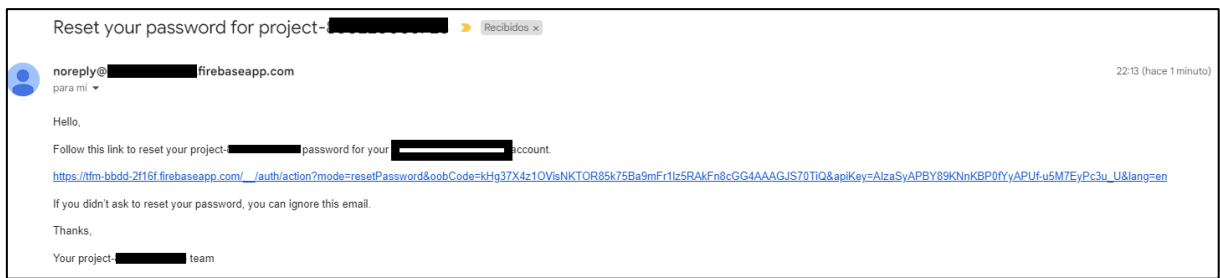 Reset your password for project- Recibidos ×
noreply@ firebaseapp.com 22:13 (hace 1 minuto)
para mí
Hello,
Follow this link to reset your project- password for your account.
https://tfm-bbdd-2f16f.firebaseapp.com/__/auth/action?mode=resetPassword&oobCode=kHg37X4z1OVisNKTOR85k75Ba9mFr1Iz5RAkFn8cGG4AAAGJS70TiQ&apiKey=AIzaSyAPBY89KNnKBP0fYyAPUf-u5M7EyPc3u_U&lang=en
If you didn't ask to reset your password, you can ignore this email.
Thanks,
Your project- team